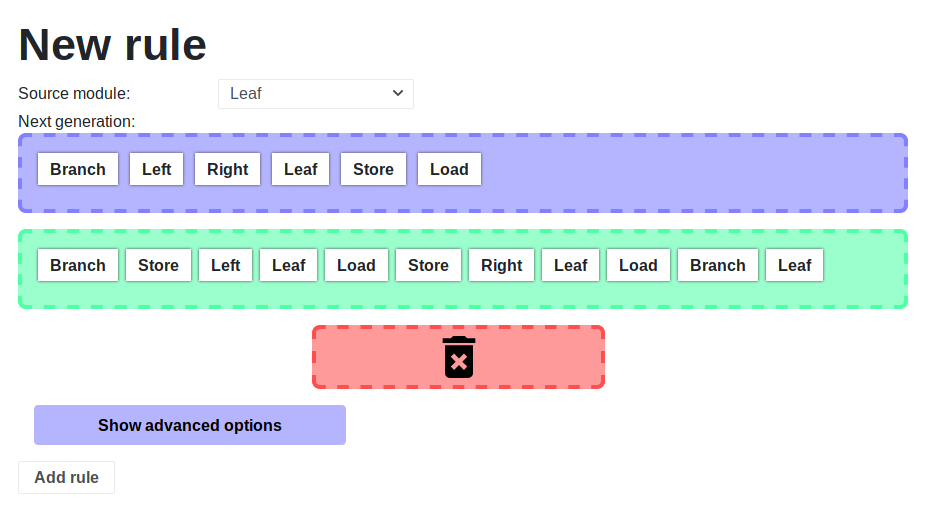 New rule
Source module: Leaf
Next generation:
Branch Left Right Leaf Store Load
Branch Store Left Leaf Load Store Right Leaf Load Branch Leaf
Show advanced options
Add rule